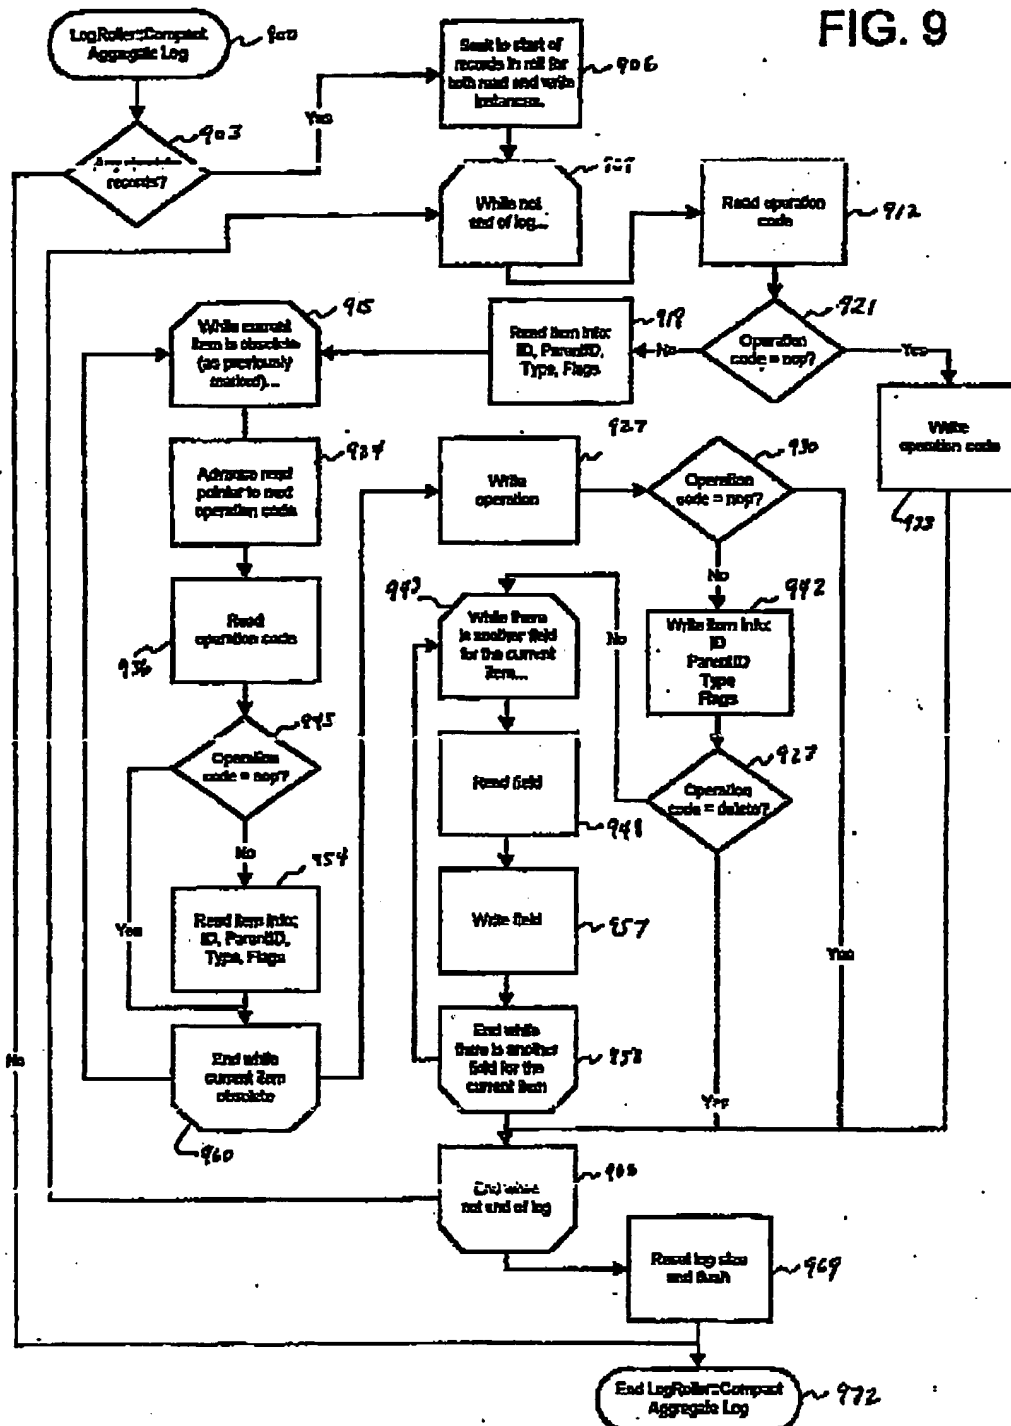 FIG. 9
LogRoller::Compact
Aggregate Log
900
903
records?
Yes
No
Seek to start of
records in roll for
both read and write
instances.
906
While not
end of log...
Read operation
code
912
921
Operation
code = nop?
No
Yes
Read item info:
ID, ParentID,
Type, Flags
While current
item is obsolete
(as previously
marked)...
915
Write
operation code
933
Advance read
pointer to next
operation code
Write
operation
927
Operation
code = nop?
930
No
Yes
Read
operation code
936
While there
is another field
for the current
item...
Write item info:
ID
ParentID
Type
Flags
942
945
Operation
code = nop?
No
Yes
Read field
948
Operation
code = delete?
No
Yes
Read item info:
ID, ParentID,
Type, Flags
954
Write field
957
End while
current item
obsolete
960
End while
there is another
field for the
current item
End while
not end of log
Reset log size
and flush
969
End LogRoller::Compact
Aggregate Log
972